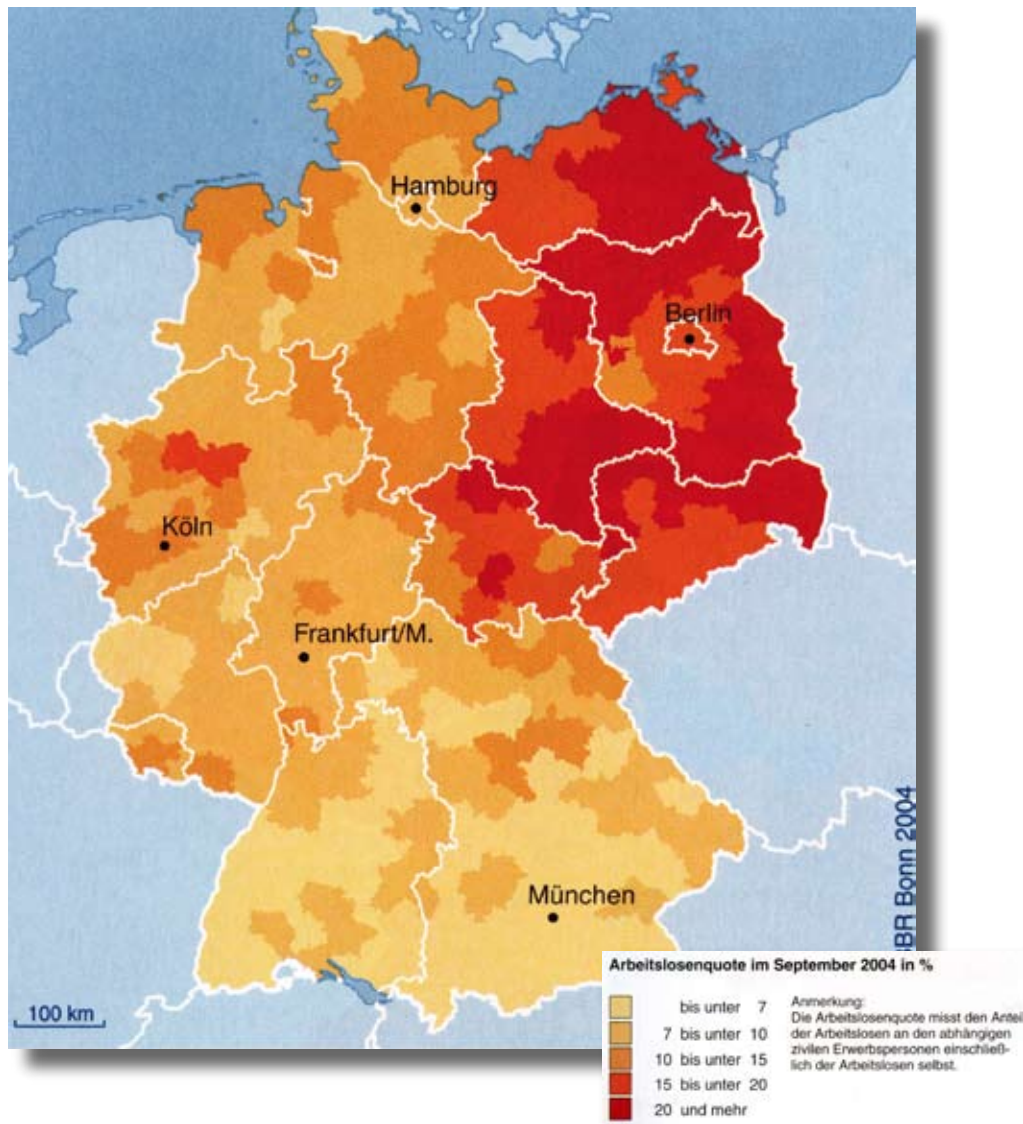 Hamburg
Berlin
Köln
Frankfurt/M.
München
100 km
BBR Bonn 2004
Arbeitslosenquote im September 2004 in %
bis unter 7
7 bis unter 10
10 bis unter 15
15 bis unter 20
20 und mehr
Anmerkung:
Die Arbeitslosenquote misst den Anteil
der Arbeitslosen an den abhängigen
zivilen Erwerbspersonen einschließ-
lich der Arbeitslosen selbst.